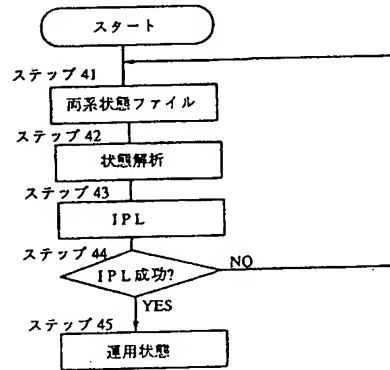 スタート
ステップ 41
両系状態ファイル
ステップ 42
状態解析
ステップ 43
IPL
ステップ 44
IPL成功?
NO
YES
ステップ 45
運用状態